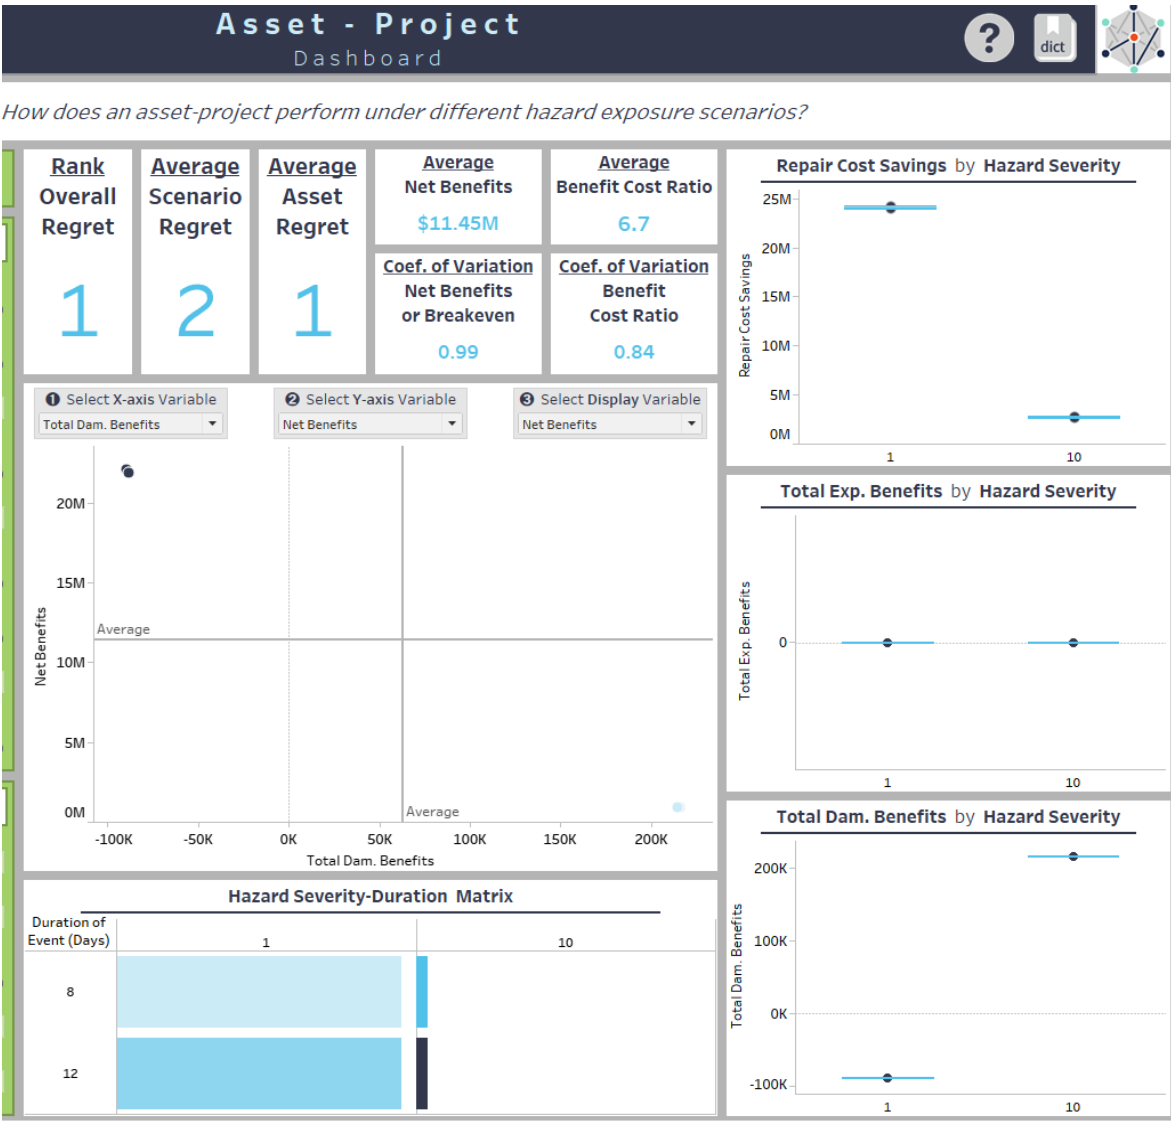 Asset - Project
Dashboard
?
dict
How does an asset-project perform under different hazard exposure scenarios?
Rank
Overall
Regret
1
Average
Scenario
Regret
2
Average
Asset
Regret
1
Average
Net Benefits
$11.45M
Average
Benefit Cost Ratio
6.7
Coef. of Variation
Net Benefits
or Breakeven
0.99
Coef. of Variation
Benefit
Cost Ratio
0.84
❶ Select X-axis Variable
Total Dam. Benefits
❷ Select Y-axis Variable
Net Benefits
❸ Select Display Variable
Net Benefits
Net Benefits
20M
15M
10M
5M
0M
Average
Average
-100K -50K 0K 50K 100K 150K 200K
Total Dam. Benefits
Hazard Severity-Duration Matrix
Duration of
Event (Days)
1 10
8
12
Repair Cost Savings by Hazard Severity
Repair Cost Savings
25M
20M
15M
10M
5M
0M
1 10
Total Exp. Benefits by Hazard Severity
Total Exp. Benefits
0
1 10
Total Dam. Benefits by Hazard Severity
Total Dam. Benefits
200K
100K
0K
-100K
1 10